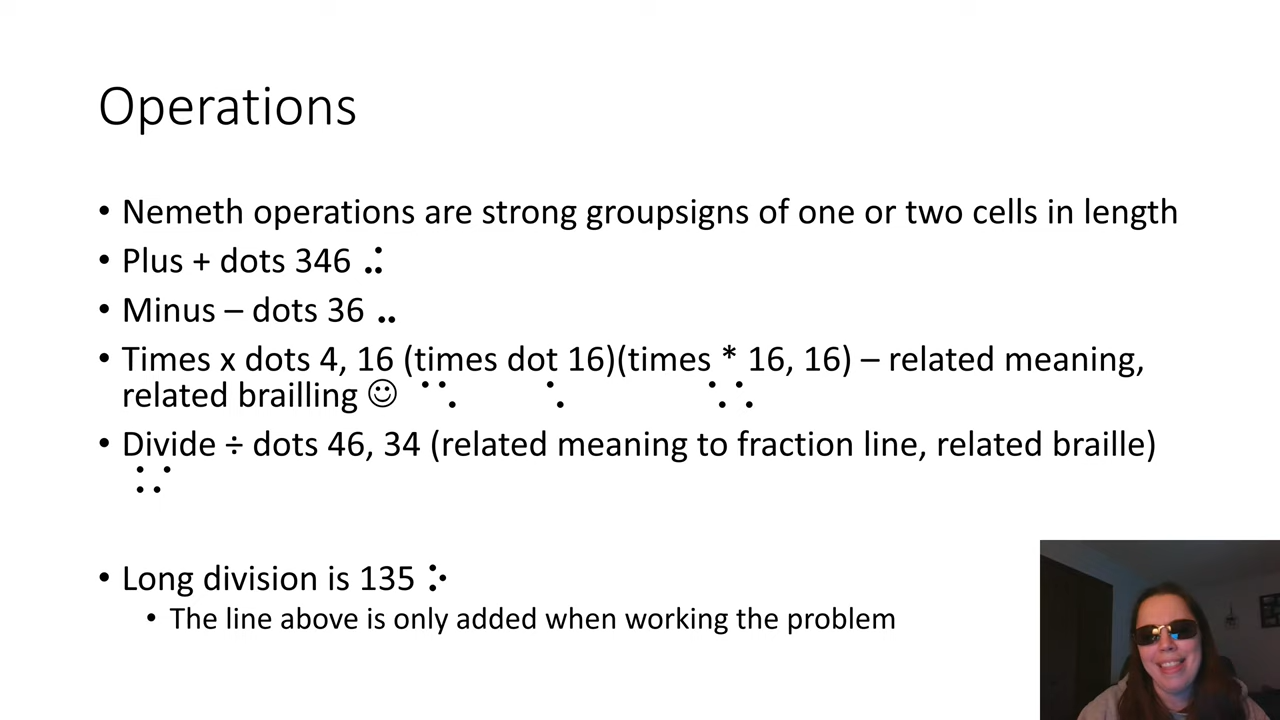 Operations
• Nemeth operations are strong groupsigns of one or two cells in length
• Plus + dots 346 ⠬
• Minus – dots 36 ⠤
• Times x dots 4, 16 (times dot 16)(times * 16, 16) – related meaning,
related brailling ☺ ⠈⠡ ⠡ ⠡⠡
• Divide ÷ dots 46, 34 (related meaning to fraction line, related braille)
⠨⠌
• Long division is 135 ⠕
• The line above is only added when working the problem